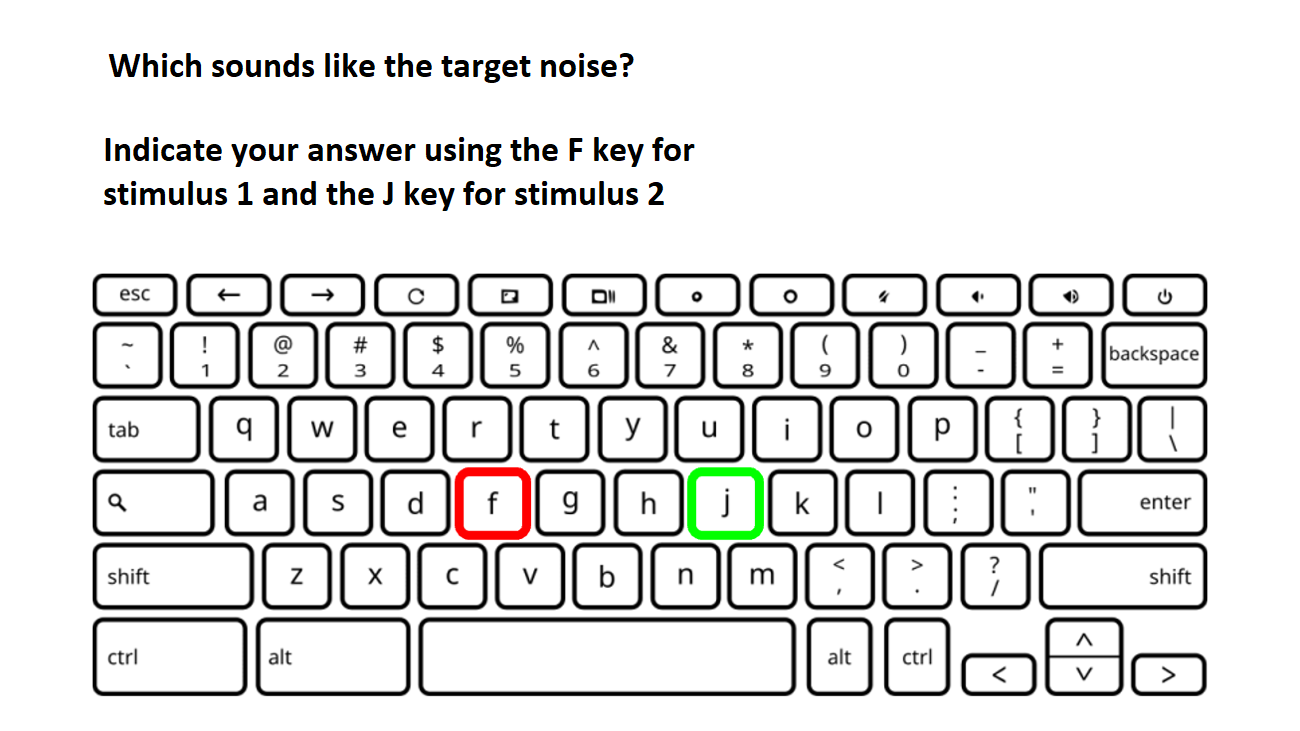 Which sounds like the target noise?
Indicate your answer using the F key for
stimulus 1 and the J key for stimulus 2
esc
~ ! @ # $ % ^ & * ( ) _ + backspace
` 1 2 3 4 5 6 7 8 9 0 - =
tab q w e r t y u i o p { } |
[ ] \
a s d f g h j k l : " enter
; '
shift z x c v b n m < > ? shift
, . /
ctrl alt alt ctrl < ^ v >